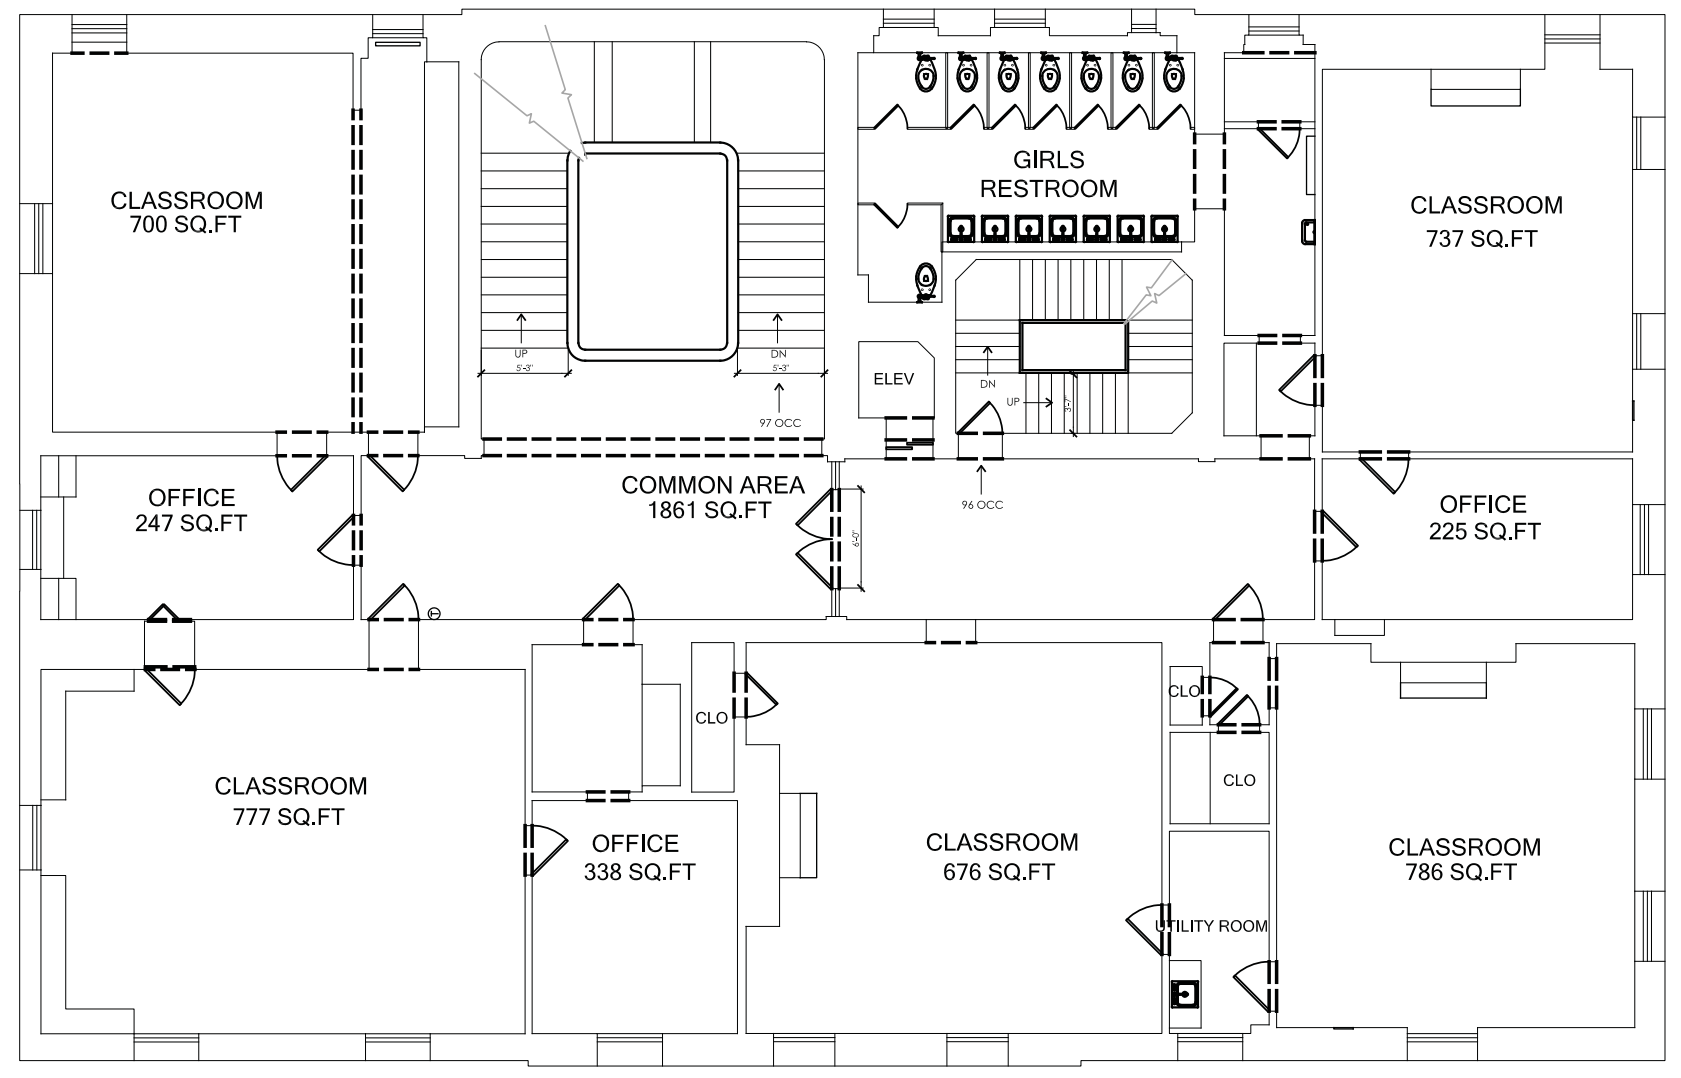 GIRLS
RESTROOM
CLASSROOM
700 SQ.FT
CLASSROOM
737 SQ.FT
UP
5'-3"
DN
5'-3"
97 OCC
ELEV
DN
UP
3'-7"
OFFICE
247 SQ.FT
COMMON AREA
1861 SQ.FT
6'-0"
96 OCC
OFFICE
225 SQ.FT
T
CLO
CLO
CLO
CLASSROOM
777 SQ.FT
OFFICE
338 SQ.FT
CLASSROOM
676 SQ.FT
CLASSROOM
786 SQ.FT
UTILITY ROOM